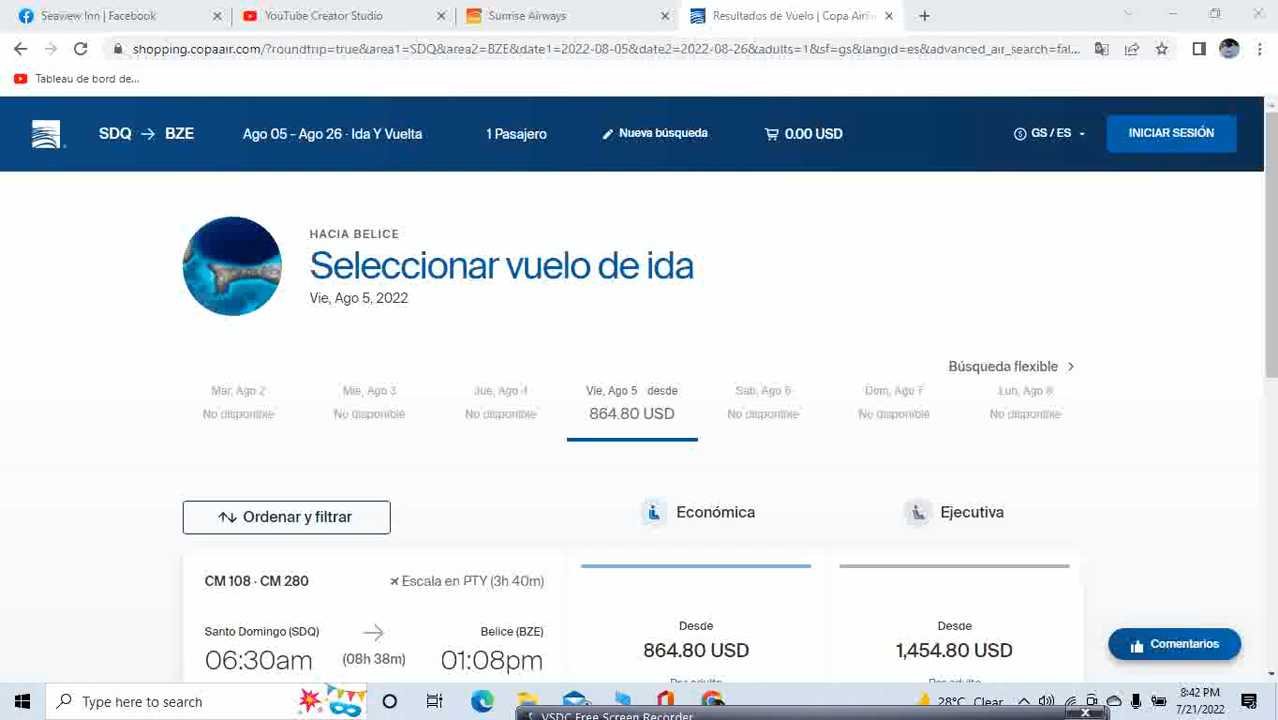 Seaview Inn | Facebook
YouTube Creator Studio
Sunrise Airways
Resultados de Vuelo | Copa Airlin
shopping.copaair.com/?roundtrip=true&area1=SDQ&area2=BZE&date1=2022-08-05&date2=2022-08-26&adults=1&sf=gs&langid=es&advanced_air_search=fal...
Tableau de bord de...
SDQ → BZE
Ago 05 – Ago 26 · Ida Y Vuelta
1 Pasajero
Nueva búsqueda
0.00 USD
GS / ES
INICIAR SESIÓN
HACIA BELICE
Seleccionar vuelo de ida
Vie, Ago 5, 2022
Búsqueda flexible >
Mar, Ago 2
Mie, Ago 3
Jue, Ago 4
Vie, Ago 5 desde
Sab, Ago 6
Dom, Ago 7
Lun, Ago 8
No disponible
No disponible
No disponible
864.80 USD
No disponible
No disponible
No disponible
Ordenar y filtrar
Económica
Ejecutiva
CM 108 · CM 280
Escala en PTY (3h 40m)
Santo Domingo (SDQ)
Belice (BZE)
06:30am
(08h 38m)
01:08pm
Desde
864.80 USD
Por adulto
Desde
1,454.80 USD
Por adulto
Comentarios
Type here to search
28°C Clear
8:42 PM
7/21/2022
VSDC Free Screen Recorder